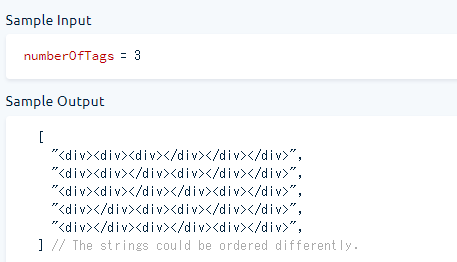 Sample Input
numberOfTags = 3
Sample Output
[
"<div><div><div></div></div></div>",
"<div><div></div><div></div></div>",
"<div><div></div></div><div></div>",
"<div></div><div><div></div></div>",
"<div></div><div></div><div></div>",
] // The strings could be ordered differently.